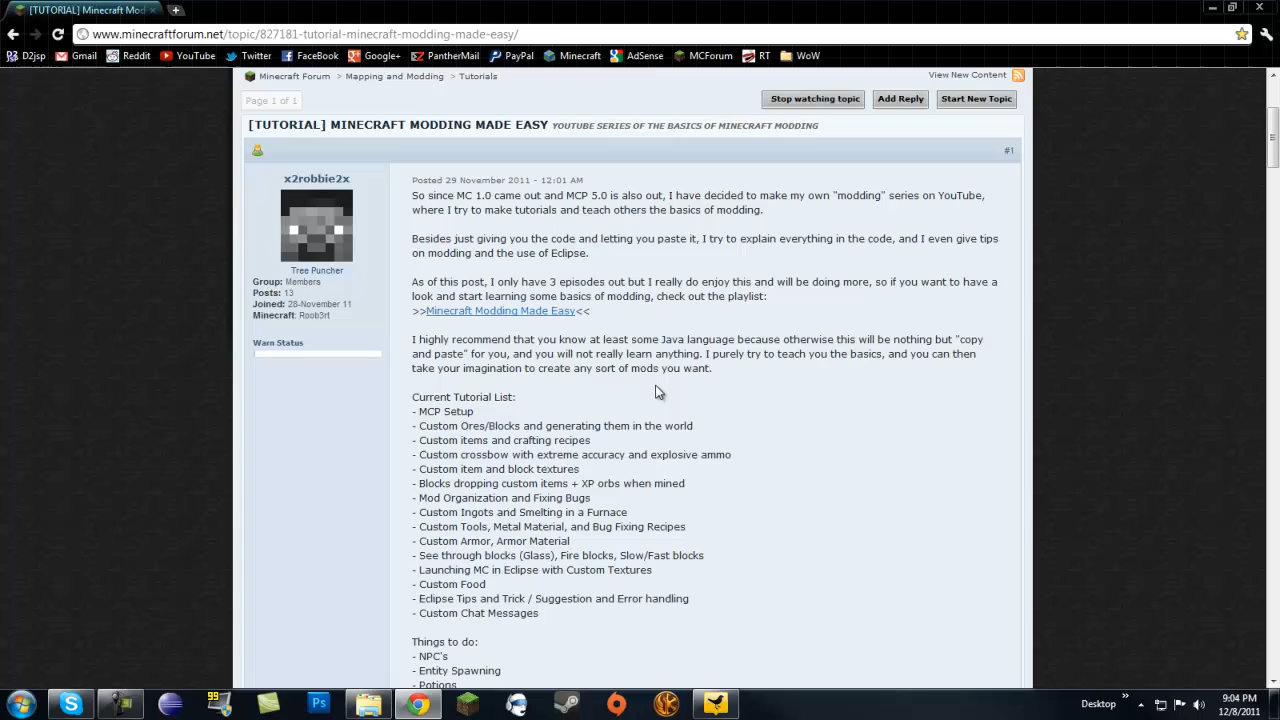 [TUTORIAL] Minecraft Mod
www.minecraftforum.net/topic/827181-tutorial-minecraft-modding-made-easy/
D2jsp Gmail Reddit YouTube Twitter FaceBook Google+ PantherMail PayPal Minecraft AdSense MCForum RT WoW
Minecraft Forum > Mapping and Modding > Tutorials
View New Content
Page 1 of 1
Stop watching topic Add Reply Start New Topic
[TUTORIAL] MINECRAFT MODDING MADE EASY YOUTUBE SERIES OF THE BASICS OF MINECRAFT MODDING
#1
x2robbie2x
Tree Puncher
Group: Members
Posts: 13
Joined: 28-November 11
Minecraft: Roob3rt
Warn Status
Posted 29 November 2011 - 12:01 AM
So since MC 1.0 came out and MCP 5.0 is also out, I have decided to make my own "modding" series on YouTube,
where I try to make tutorials and teach others the basics of modding.
Besides just giving you the code and letting you paste it, I try to explain everything in the code, and I even give tips
on modding and the use of Eclipse.
As of this post, I only have 3 episodes out but I really do enjoy this and will be doing more, so if you want to have a
look and start learning some basics of modding, check out the playlist:
>>Minecraft Modding Made Easy<<
I highly recommend that you know at least some Java language because otherwise this will be nothing but "copy
and paste" for you, and you will not really learn anything. I purely try to teach you the basics, and you can then
take your imagination to create any sort of mods you want.
Current Tutorial List:
- MCP Setup
- Custom Ores/Blocks and generating them in the world
- Custom items and crafting recipes
- Custom crossbow with extreme accuracy and explosive ammo
- Custom item and block textures
- Blocks dropping custom items + XP orbs when mined
- Mod Organization and Fixing Bugs
- Custom Ingots and Smelting in a Furnace
- Custom Tools, Metal Material, and Bug Fixing Recipes
- Custom Armor, Armor Material
- See through blocks (Glass), Fire blocks, Slow/Fast blocks
- Launching MC in Eclipse with Custom Textures
- Custom Food
- Eclipse Tips and Trick / Suggestion and Error handling
- Custom Chat Messages
Things to do:
- NPC's
- Entity Spawning
- Potions
99
Ps
Desktop
9:04 PM
12/8/2011